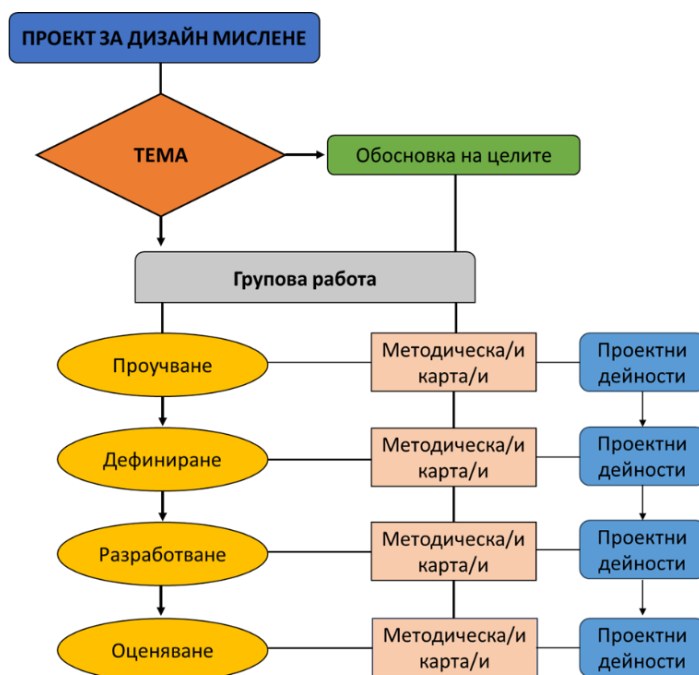 ПРОЕКТ ЗА ДИЗАЙН МИСЛЕНЕ
ТЕМА
Обосновка на целите
Групова работа
Проучване
Методическа/и
карта/и
Проектни
дейности
Дефиниране
Методическа/и
карта/и
Проектни
дейности
Разработване
Методическа/и
карта/и
Проектни
дейности
Оценяване
Методическа/и
карта/и
Проектни
дейности